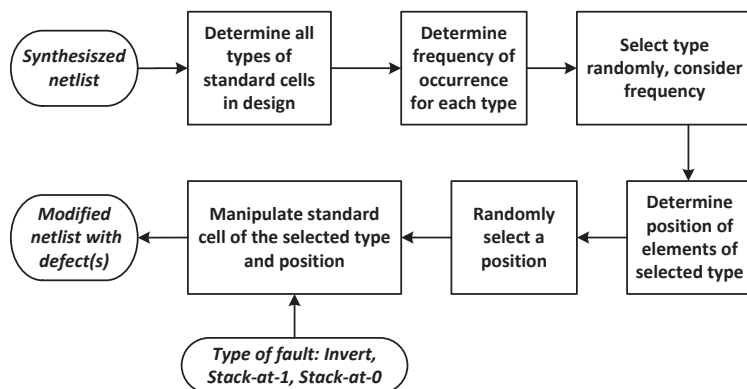 Synthesiszed
netlist
Determine all
types of
standard cells
in design
Determine
frequency of
occurrence
for each type
Select type
randomly, consider
frequency
Modified
netlist with
defect(s)
Manipulate standard
cell of the selected type
and position
Randomly
select a
position
Determine
position of
elements of
selected type
Type of fault: Invert,
Stack-at-1, Stack-at-0